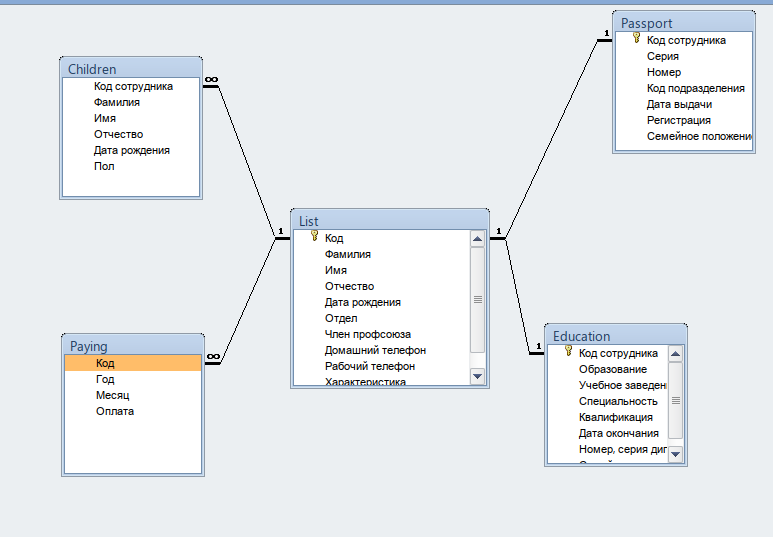 Children
Код сотрудника
Фамилия
Имя
Отчество
Дата рождения
Пол
∞
Passport
1
Код сотрудника
Серия
Номер
Код подразделения
Дата выдачи
Регистрация
Семейное положени
List
1
1
Код
Фамилия
Имя
Отчество
Дата рождения
Отдел
Член профсоюза
Домашний телефон
Рабочий телефон
Характеристика
Paying
∞
Код
Год
Месяц
Оплата
Education
1
Код сотрудника
Образование
Учебное заведен
Специальность
Квалификация
Дата окончания
Номер, серия дип